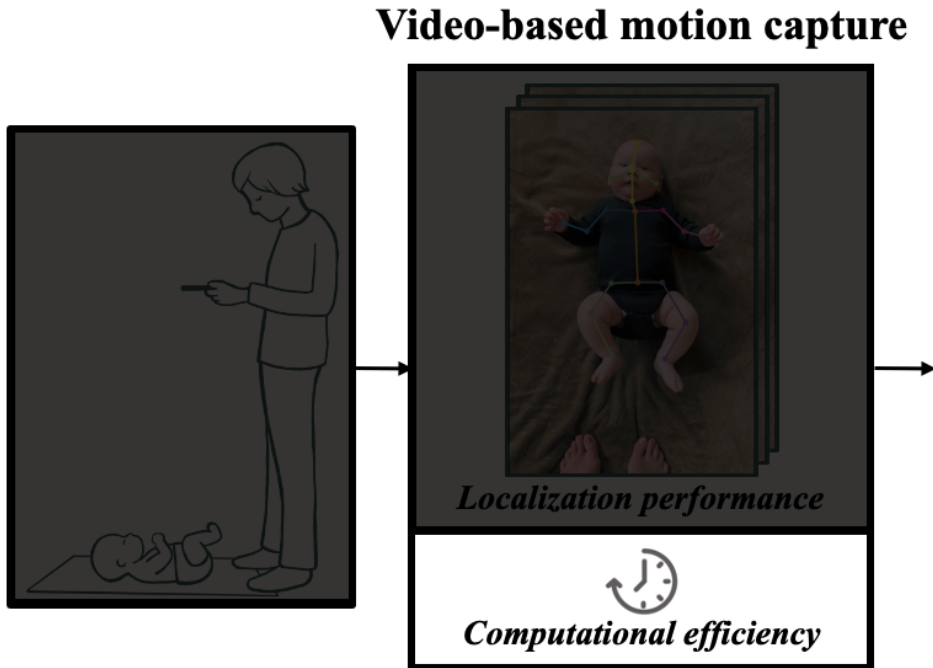 Video-based motion capture
Localization performance
Computational efficiency